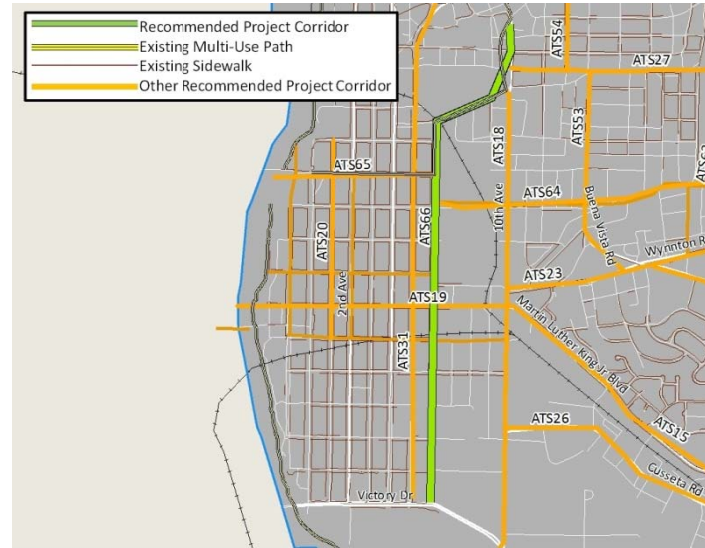 Recommended Project Corridor
Existing Multi-Use Path
Existing Sidewalk
Other Recommended Project Corridor
ATS54
ATS27
ATS53
ATS18
ATS65
ATS66
ATS64
10th Ave
ATS20
Buena Vista Rd
2nd Ave
Wynnton R
ATS23
ATS19
Martin Luther King Jr Blvd
ATS31
ATS26
ATS15
Cusseta Rd
Victory Dr